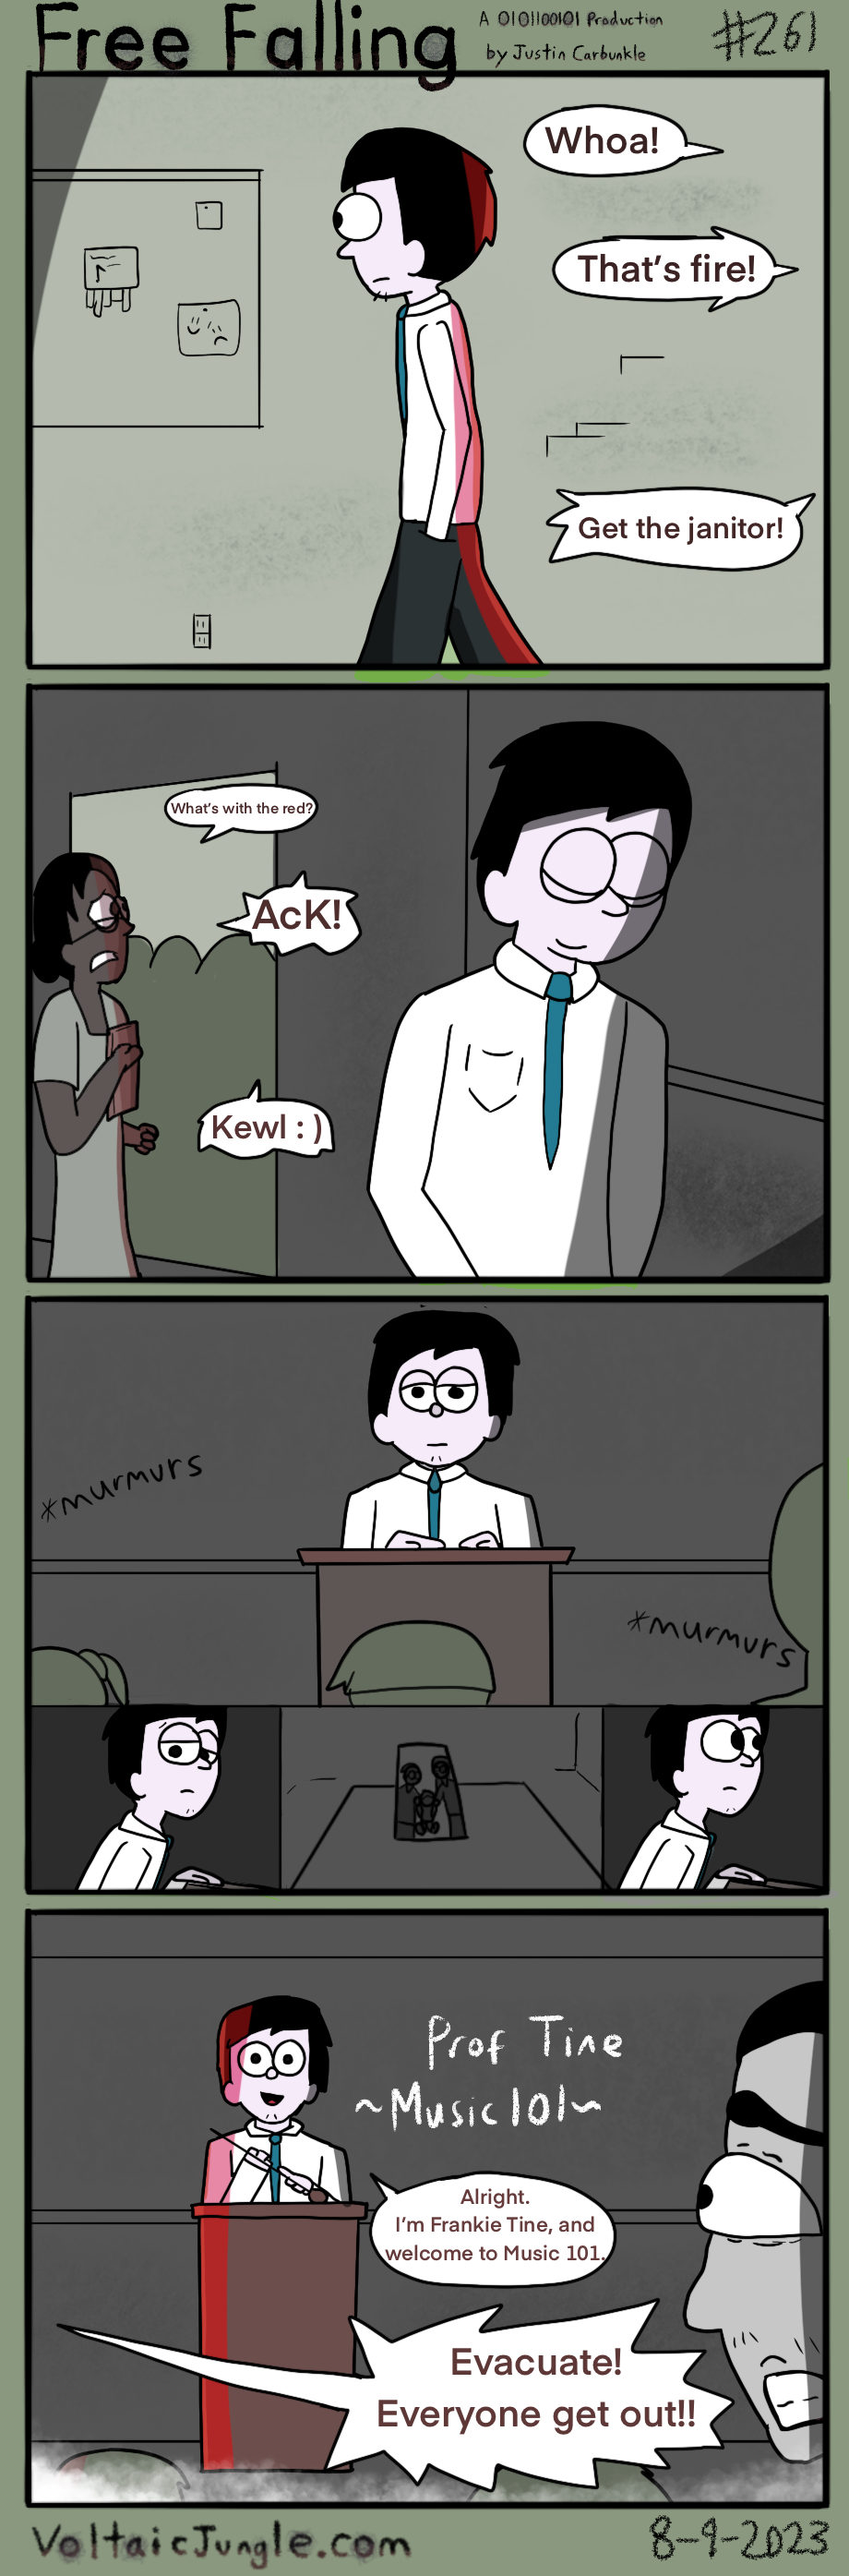 Free Falling
A 0101100101 Production
by Justin Carbunkle
#261
Whoa!
That's fire!
Get the janitor!
What's with the red?
AcK!
Kewl : )
*murmurs
*murmurs
Prof Tine
~Music 101~
Alright.
I'm Frankie Tine, and
welcome to Music 101.
Evacuate!
Everyone get out!!
VoltaicJungle.com
8-9-2023